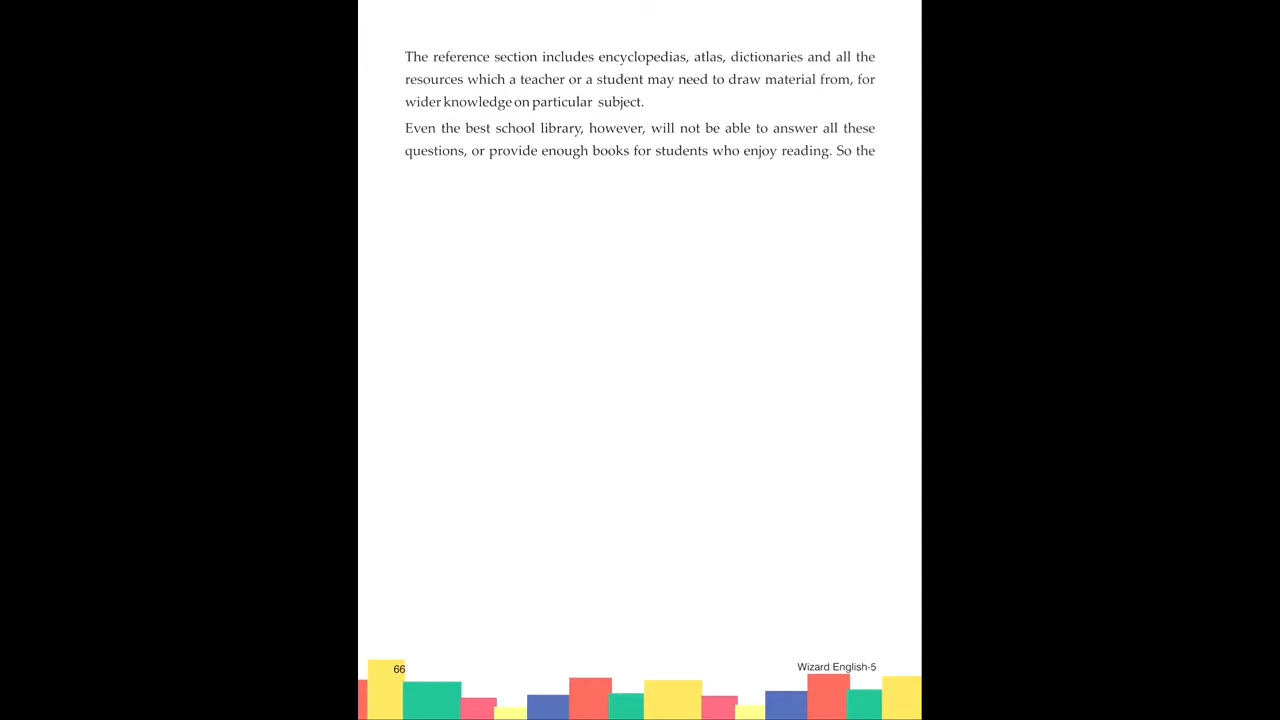 The reference section includes encyclopedias, atlas, dictionaries and all the
resources which a teacher or a student may need to draw material from, for
wider knowledge on particular subject.
Even the best school library, however, will not be able to answer all these
questions, or provide enough books for students who enjoy reading. So the
66
Wizard English-5